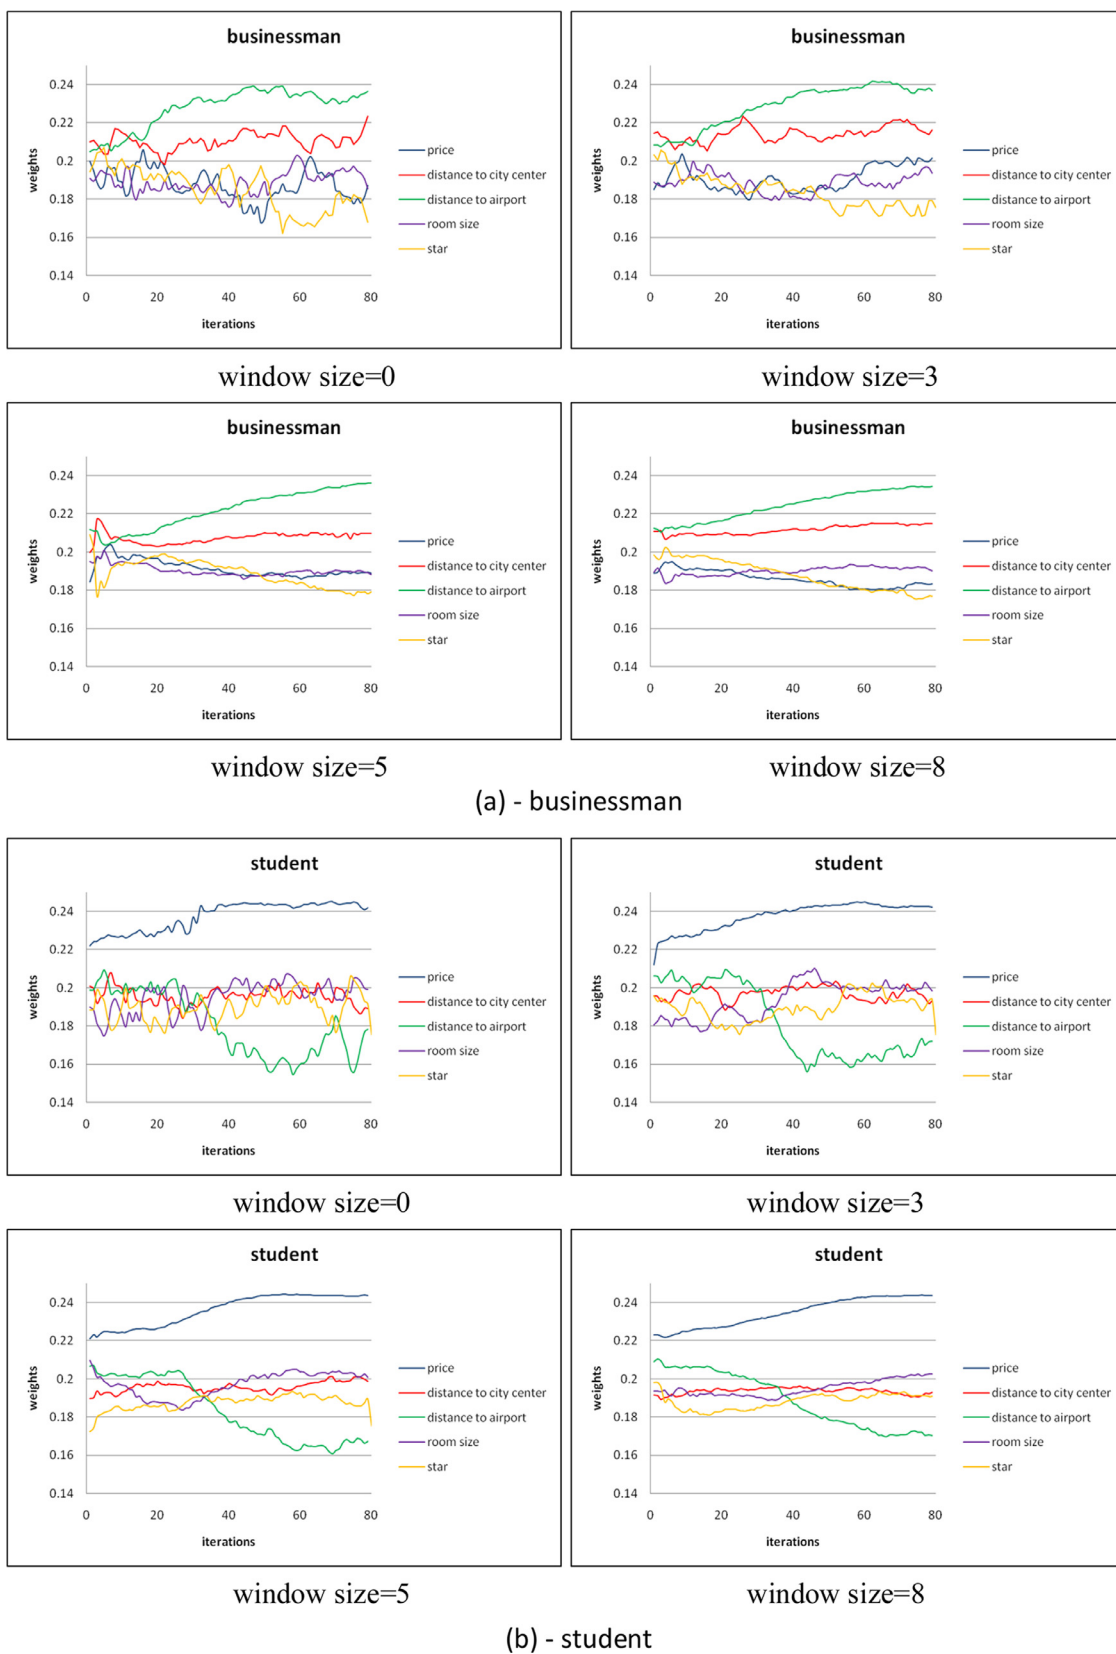 businessman
0.24
0.22
0.2
0.18
0.16
0.14
weights
0 20 40 60 80
iterations
price
distance to city center
distance to airport
room size
star
window size=0
businessman
0.24
0.22
0.2
0.18
0.16
0.14
weights
0 20 40 60 80
iterations
price
distance to city center
distance to airport
room size
star
window size=3
businessman
0.24
0.22
0.2
0.18
0.16
0.14
weights
0 20 40 60 80
iterations
price
distance to city center
distance to airport
room size
star
window size=5
businessman
0.24
0.22
0.2
0.18
0.16
0.14
weights
0 20 40 60 80
iterations
price
distance to city center
distance to airport
room size
star
window size=8
(a) - businessman
student
0.24
0.22
0.2
0.18
0.16
0.14
weights
0 20 40 60 80
iterations
price
distance to city center
distance to airport
room size
star
window size=0
student
0.24
0.22
0.2
0.18
0.16
0.14
weights
0 20 40 60 80
iterations
price
distance to city center
distance to airport
room size
star
window size=3
student
0.24
0.22
0.2
0.18
0.16
0.14
weights
0 20 40 60 80
iterations
price
distance to city center
distance to airport
room size
star
window size=5
student
0.24
0.22
0.2
0.18
0.16
0.14
weights
0 20 40 60 80
iterations
price
distance to city center
distance to airport
room size
star
window size=8
(b) - student